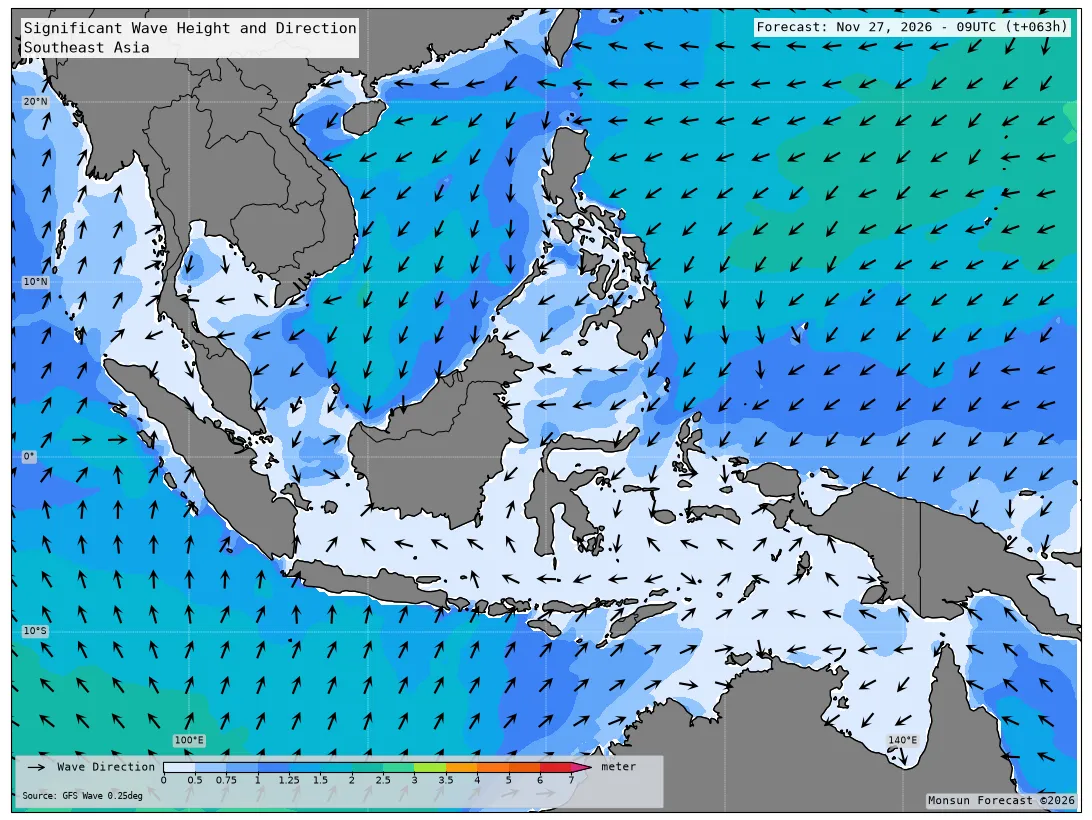 Significant Wave Height and Direction
Southeast Asia
Forecast: Nov 27, 2026 - 09UTC (t+063h)
20°N
10°N
0°
10°S
100°E
140°E
Wave Direction
meter
0 0.5 0.75 1 1.25 1.5 2 2.5 3 3.5 4 5 6 7
Source: GFS Wave 0.25deg
Monsun Forecast ©2026